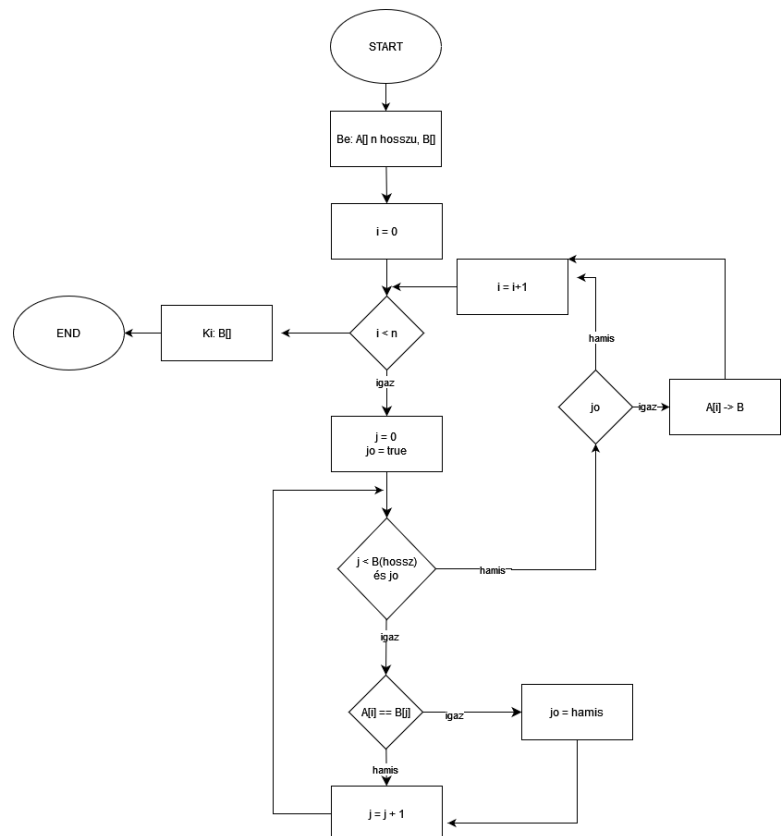 START
Be: A[] n hosszu, B[]
i = 0
i = i+1
i < n
Ki: B[]
END
igaz
hamis
jo
igaz
A[i] -> B
j = 0
jo = true
j < B(hossz)
és jo
hamis
igaz
A[i] == B[j]
igaz
jo = hamis
hamis
j = j + 1